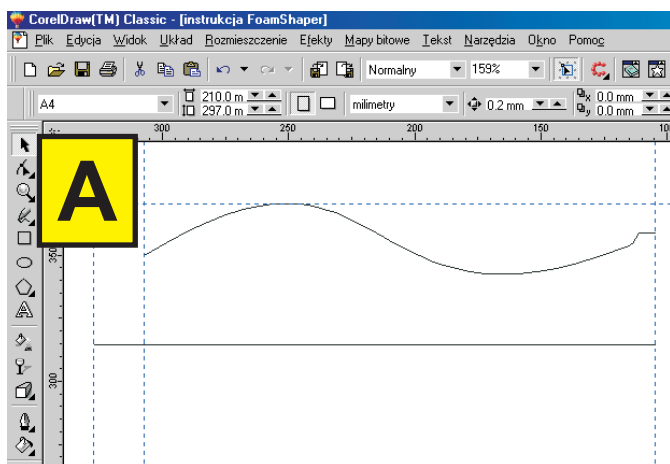 CorelDraw(TM) Classic - [instrukcja FoamShaper]
Plik Edycja Widok Układ Rozmieszczenie Efekty Mapy bitowe Tekst Narzędzia Okno Pomoc
Normalny 159%
A4 210.0 m 297.0 m milimetry 0.2 mm x 0.0 mm y 0.0 mm
300 250 200 150
A
350
300